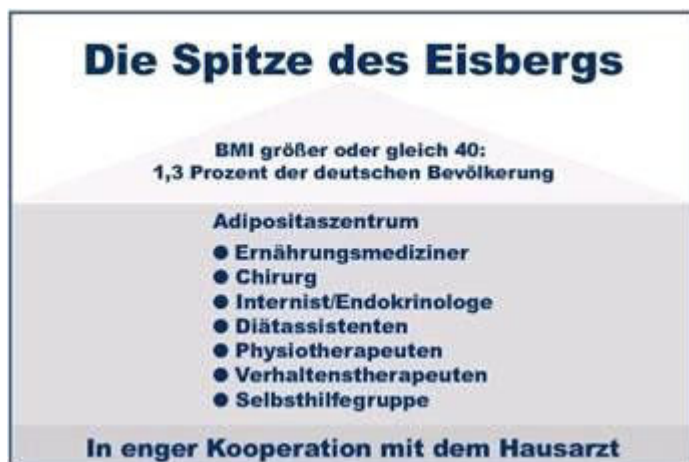 Die Spitze des Eisbergs
BMI größer oder gleich 40:
1,3 Prozent der deutschen Bevölkerung
Adipositaszentrum
● Ernährungsmediziner
● Chirurg
● Internist/Endokrinologe
● Diätassistenten
● Physiotherapeuten
● Verhaltenstherapeuten
● Selbsthilfegruppe
In enger Kooperation mit dem Hausarzt